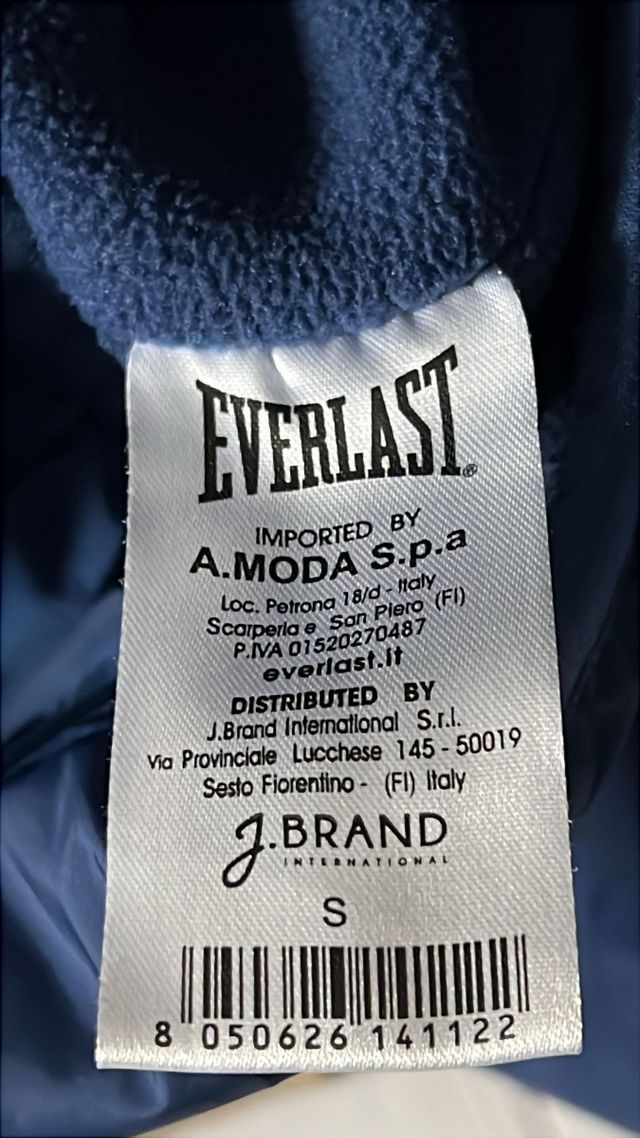 EVERLAST®
IMPORTED BY
A.MODA S.p.a
Loc. Petrona 18/d - Italy
Scarperia e San Piero (FI)
P.IVA 01520270487
everlast.it
DISTRIBUTED BY
J.Brand International S.r.l.
Via Provinciale Lucchese 145 - 50019
Sesto Fiorentino - (FI) Italy
J.BRAND
INTERNATIONAL
S
8 050626 141122